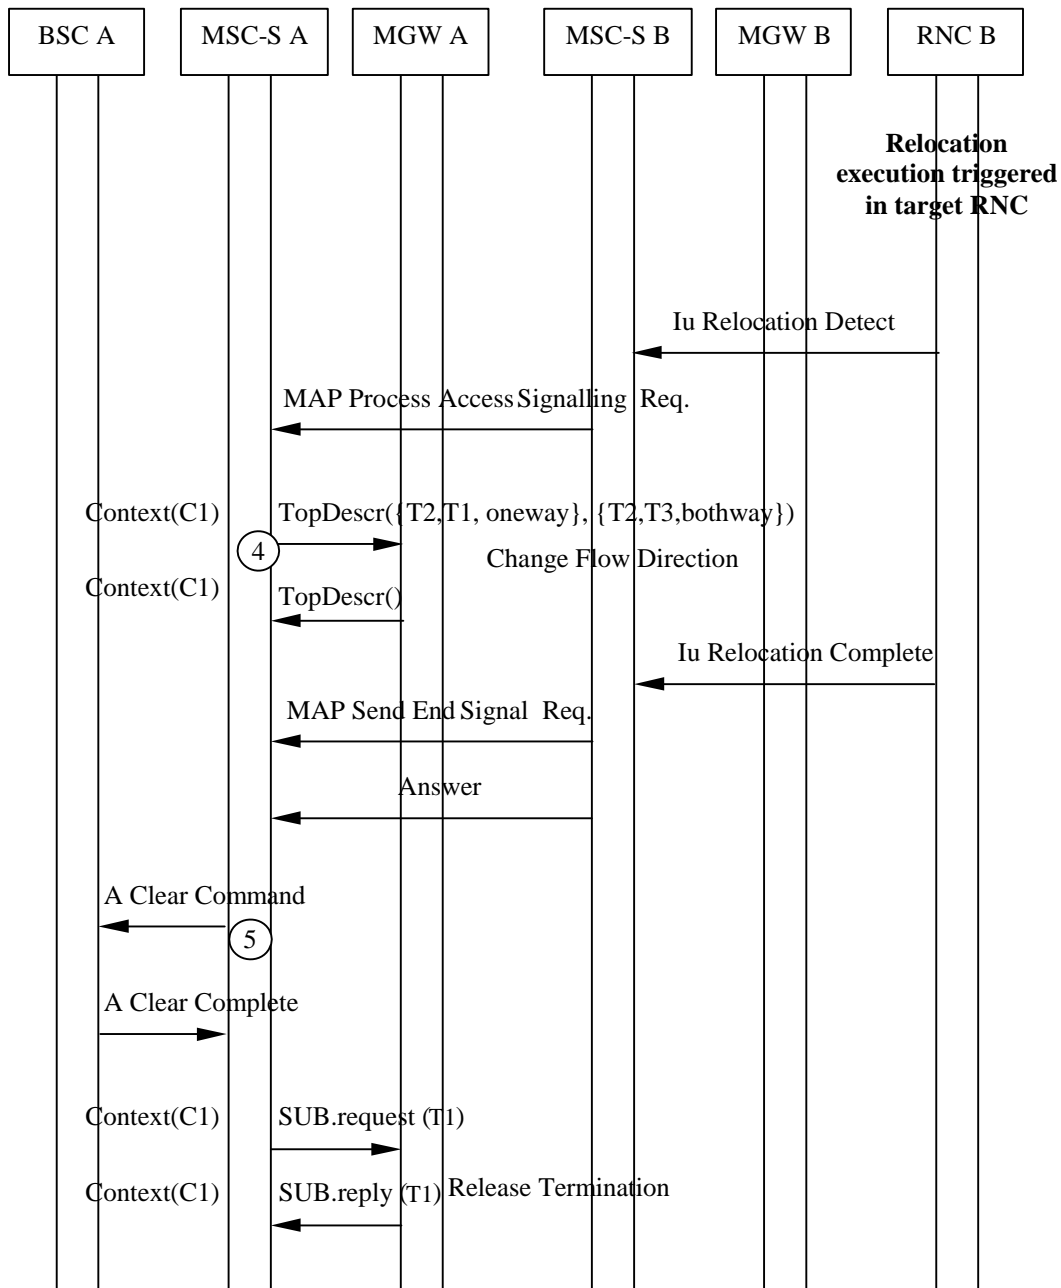 BSC A MSC-S A MGW A MSC-S B MGW B RNC B
Relocation
execution triggered
in target RNC
Iu Relocation Detect
MAP Process Access Signalling Req.
Context(C1) TopDescr({T2,T1, oneway}, {T2,T3,bothway})
4
Change Flow Direction
Context(C1) TopDescr()
Iu Relocation Complete
MAP Send End Signal Req.
Answer
A Clear Command
5
A Clear Complete
Context(C1) SUB.request (T1)
Context(C1) SUB.reply (T1) Release Termination